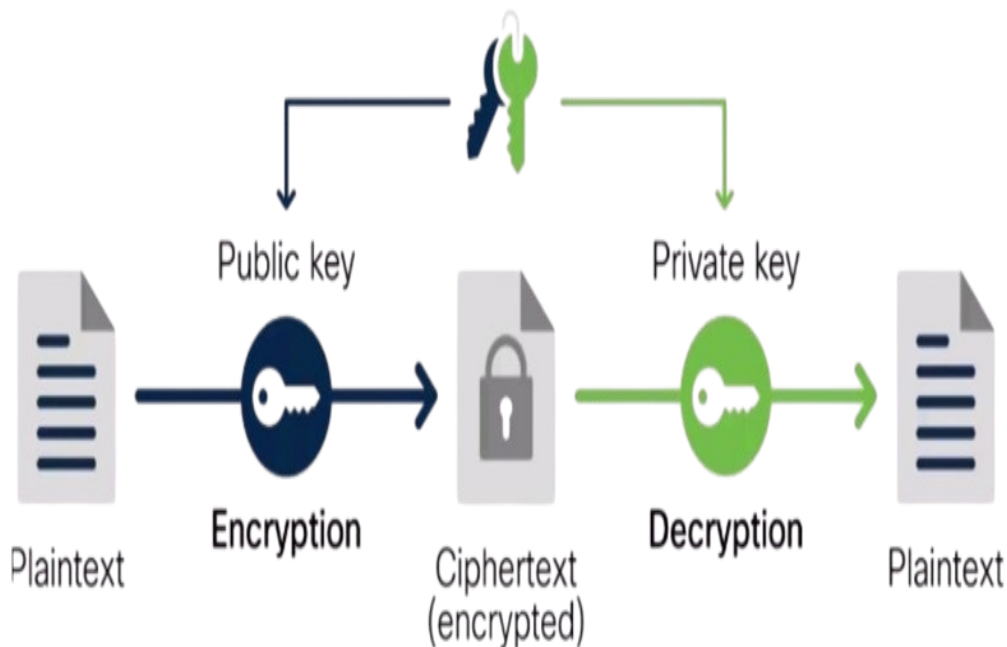 Public key
Private key
Encryption
Decryption
Plaintext
Ciphertext
(encrypted)
Plaintext